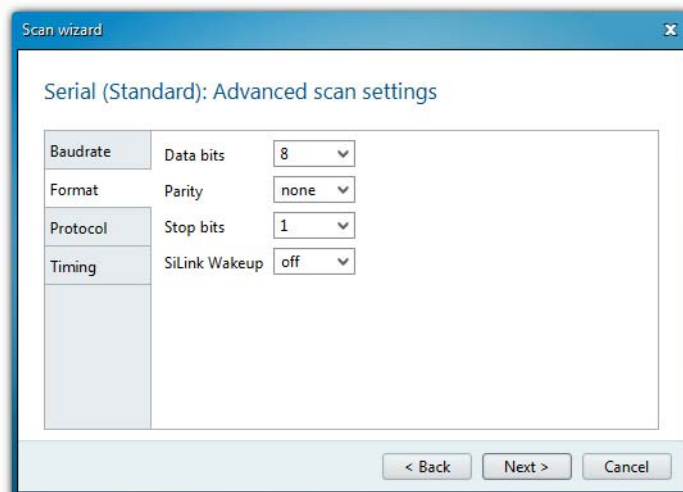 Scan wizard
Serial (Standard): Advanced scan settings
Baudrate
Format
Protocol
Timing
Data bits 8
Parity none
Stop bits 1
SiLink Wakeup off
< Back Next > Cancel